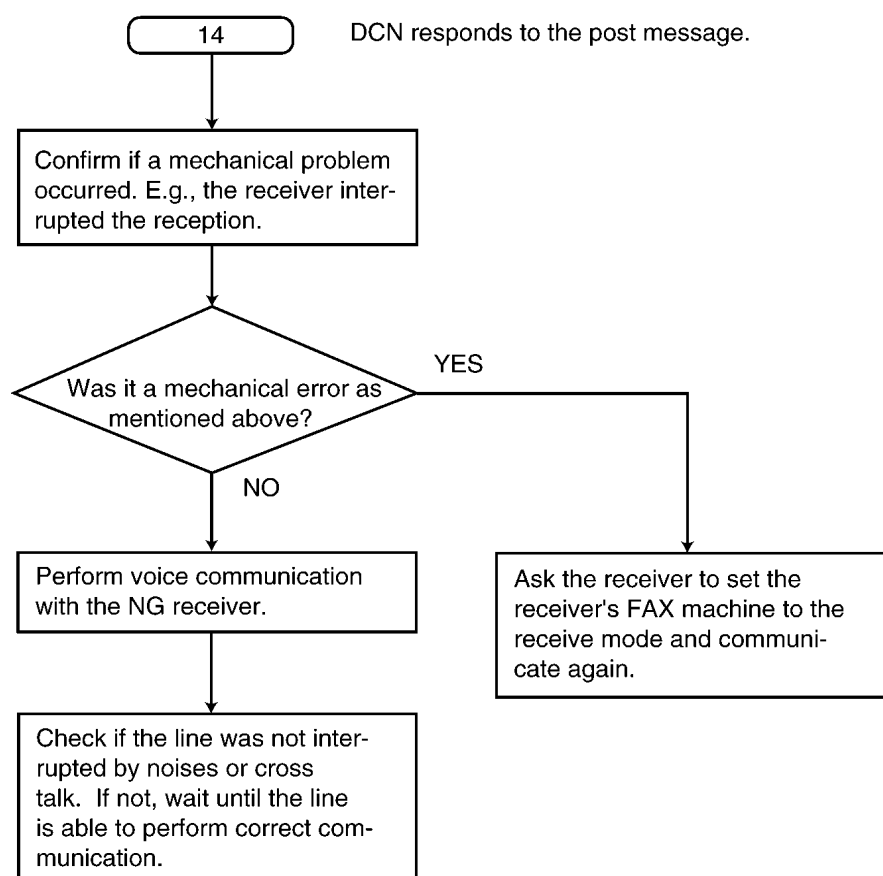 14
DCN responds to the post message.
Confirm if a mechanical problem
occurred. E.g., the receiver inter-
rupted the reception.
Was it a mechanical error as
mentioned above?
YES
NO
Perform voice communication
with the NG receiver.
Ask the receiver to set the
receiver's FAX machine to the
receive mode and communi-
cate again.
Check if the line was not inter-
rupted by noises or cross
talk.  If not, wait until the line
is able to perform correct com-
munication.